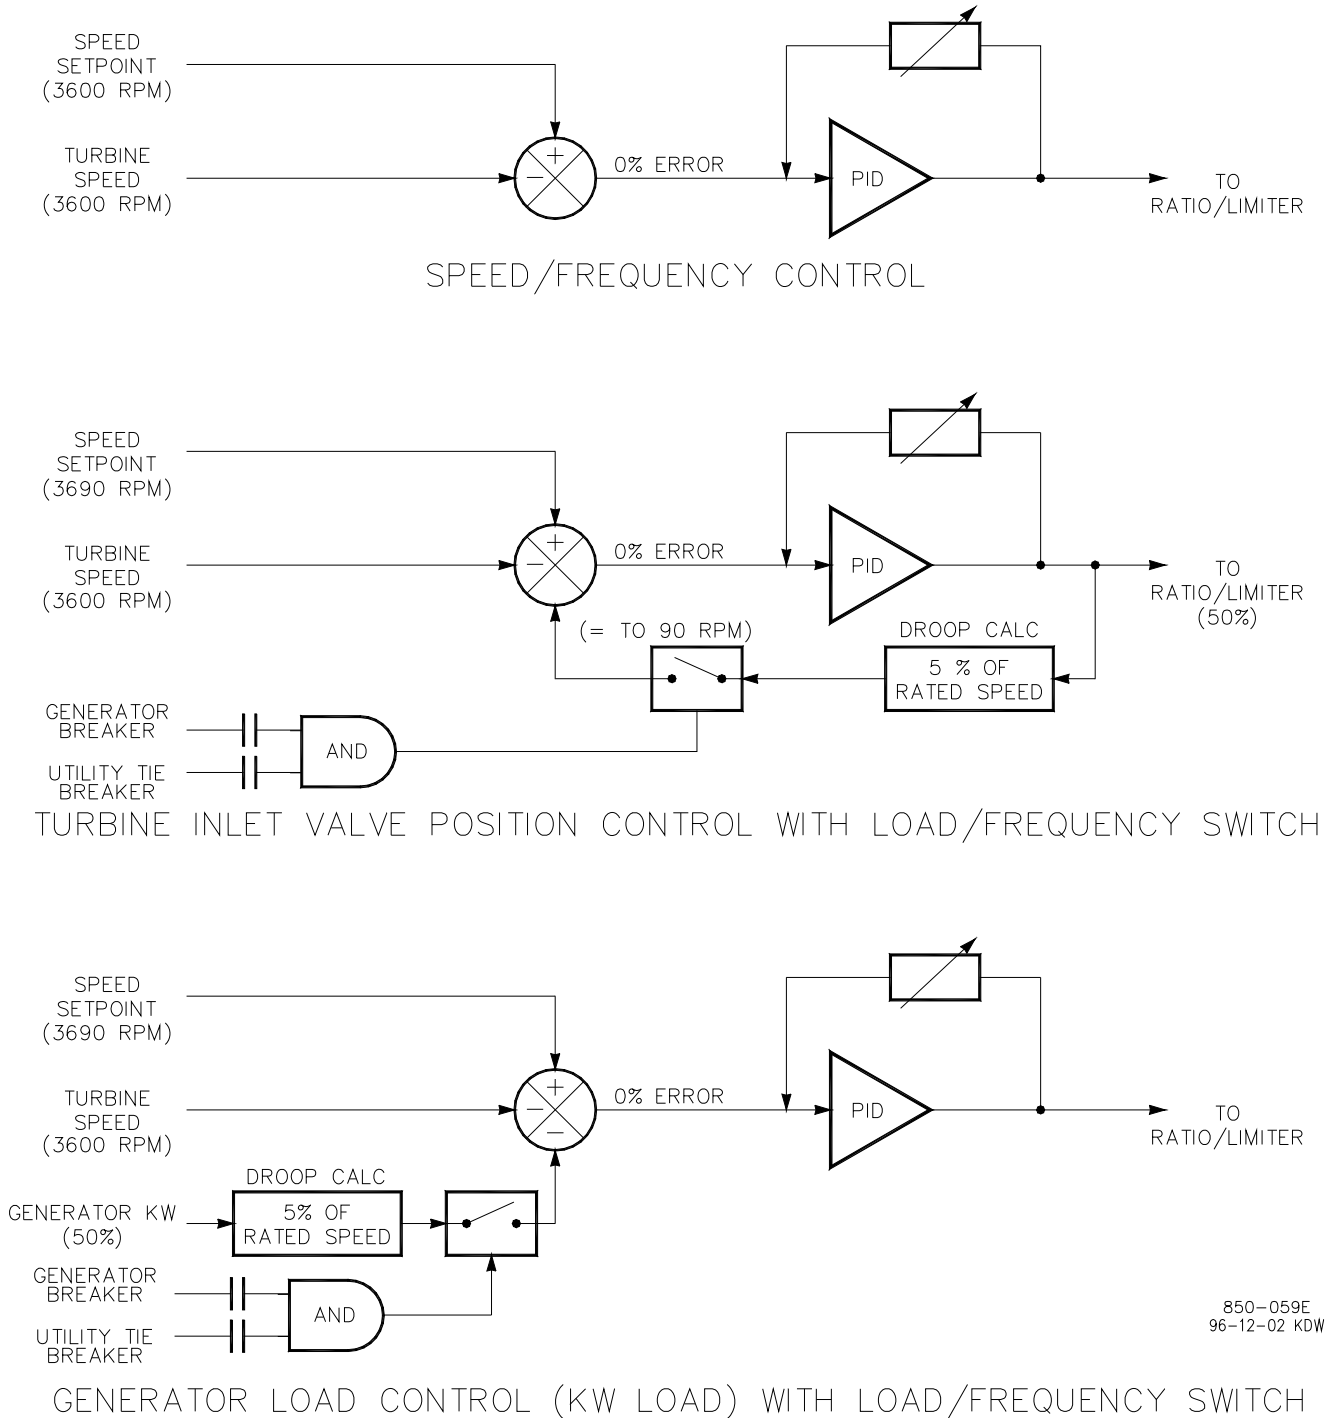 SPEED
SETPOINT
(3600 RPM)
TURBINE
SPEED
(3600 RPM)
+
−
0% ERROR
PID
TO
RATIO/LIMITER
SPEED/FREQUENCY CONTROL
SPEED
SETPOINT
(3690 RPM)
TURBINE
SPEED
(3600 RPM)
+
−
0% ERROR
PID
TO
RATIO/LIMITER
(50%)
(= TO 90 RPM)
DROOP CALC
5 % OF
RATED SPEED
GENERATOR
BREAKER
AND
UTILITY TIE
BREAKER
TURBINE INLET VALVE POSITION CONTROL WITH LOAD/FREQUENCY SWITCH
SPEED
SETPOINT
(3690 RPM)
TURBINE
SPEED
(3600 RPM)
+
−
−
0% ERROR
PID
TO
RATIO/LIMITER
DROOP CALC
GENERATOR KW
(50%)
5% OF
RATED SPEED
GENERATOR
BREAKER
AND
UTILITY TIE
BREAKER
850−059E
96−12−02 KDW
GENERATOR LOAD CONTROL (KW LOAD) WITH LOAD/FREQUENCY SWITCH